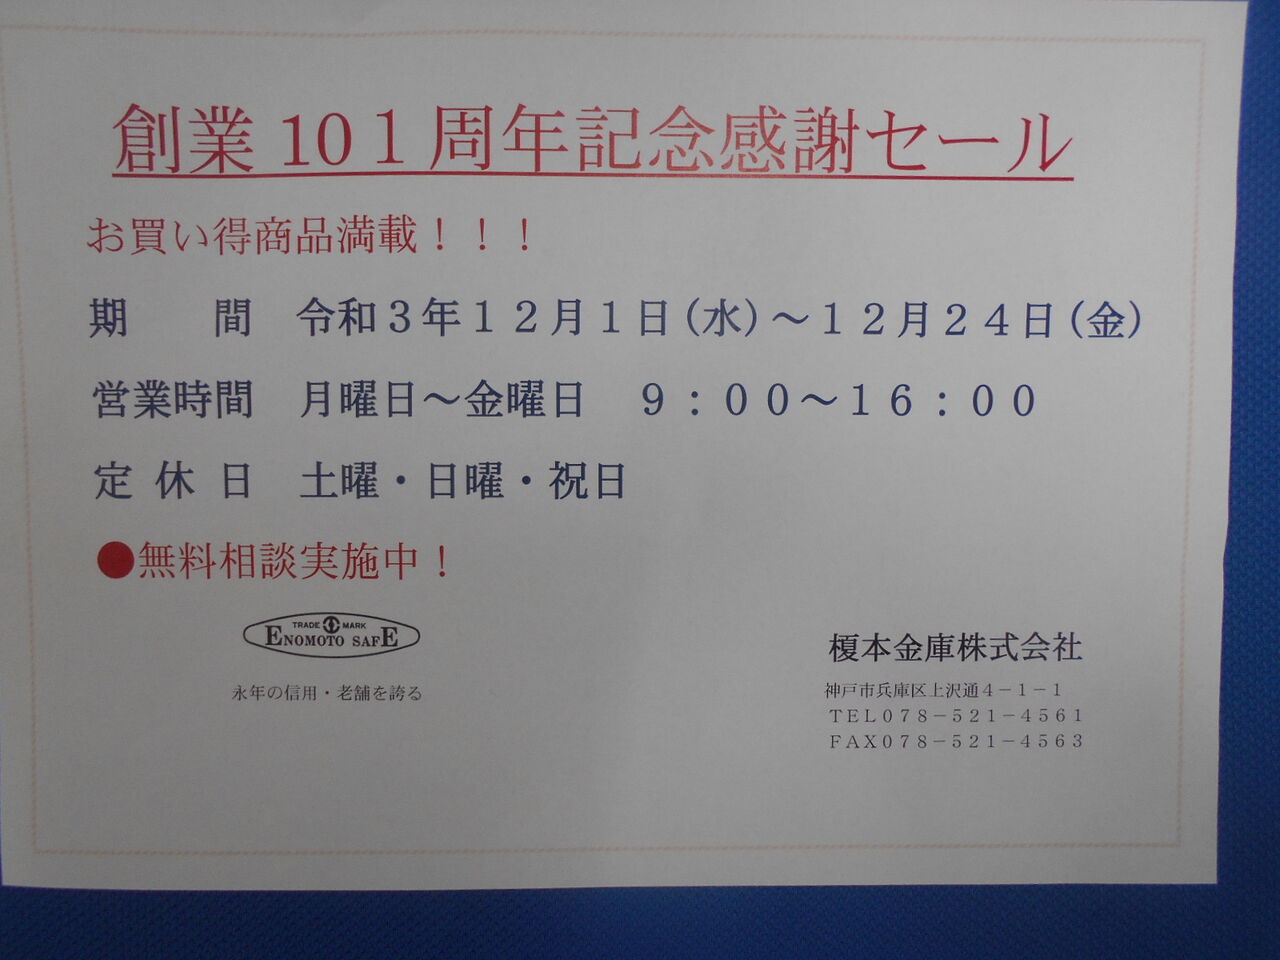 創業101周年記念感謝セール
お買い得商品満載！！！
期　　間　令和３年１２月１日（水）～１２月２４日（金）
営業時間　月曜日～金曜日　９：００～１６：００
定 休 日　土曜・日曜・祝日
●無料相談実施中！
TRADE MARK
ENOMOTO SAFE
永年の信用・老舗を誇る
榎本金庫株式会社
神戸市兵庫区上沢通４－１－１
ＴＥＬ０７８－５２１－４５６１
ＦＡＸ０７８－５２１－４５６３